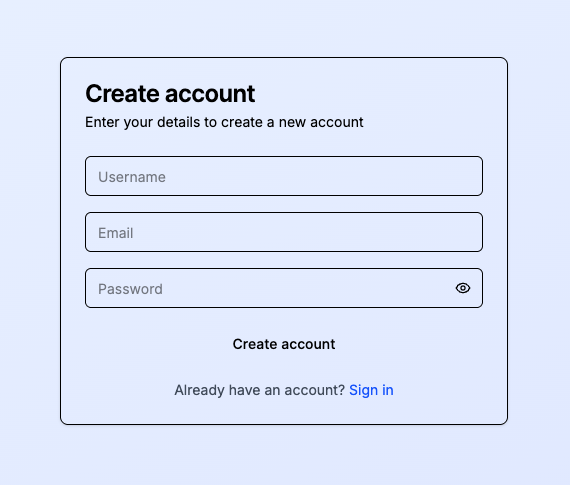 Create account
Enter your details to create a new account
Username
Email
Password
Create account
Already have an account? Sign in